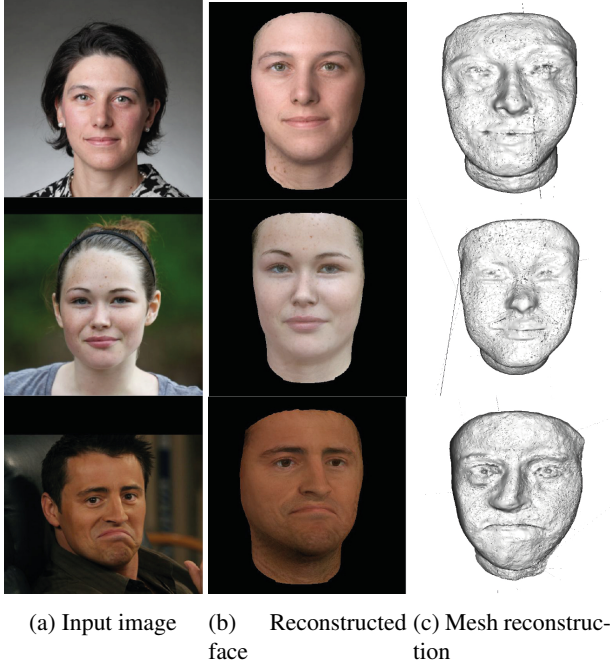 (a) Input image
(b) Reconstructed
face
(c) Mesh reconstruc-
tion